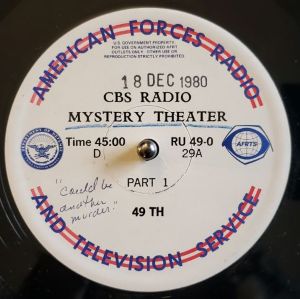 AMERICAN FORCES RADIO
U.S. GOVERNMENT PROPERTY
FOR USE ON AUTHORIZED AFRT
OUTLETS ONLY. OTHER USE OR
REPRODUCTION STRICTLY PROHIBITED.
18 DEC 1980
CBS RADIO
MYSTERY THEATER
Time 45:00
RU 49-0
D
29A
AFRTS
PART 1
"Could be
another
murder."
49 TH
AND TELEVISION SERVICE